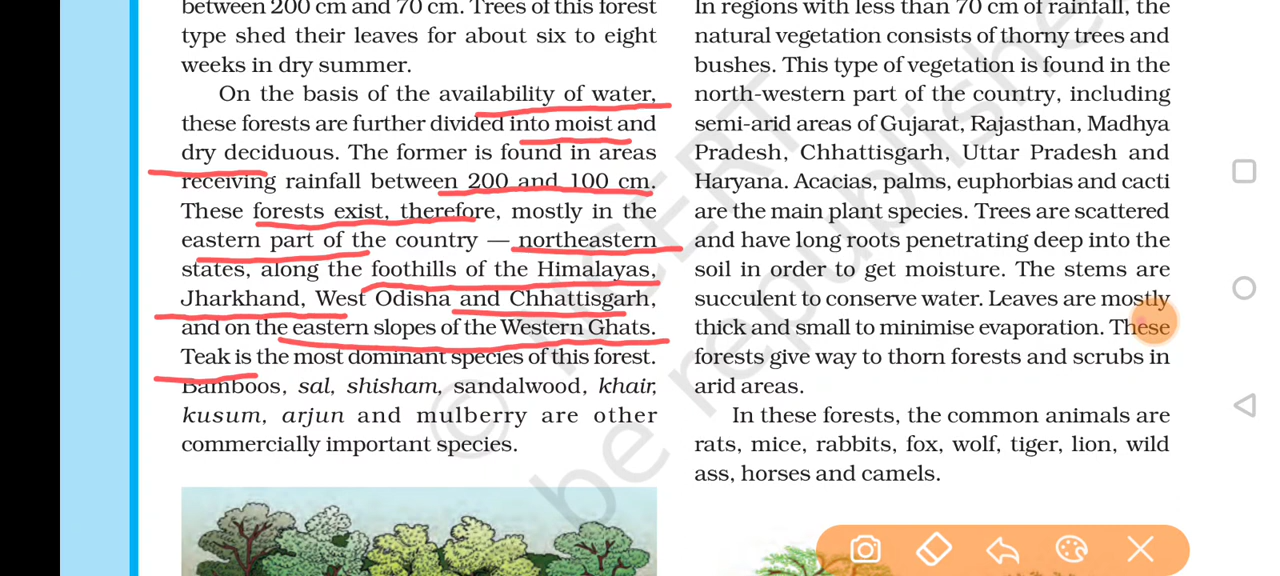 between 200 cm and 70 cm. Trees of this forest
type shed their leaves for about six to eight
weeks in dry summer.
On the basis of the availability of water,
these forests are further divided into moist and
dry deciduous. The former is found in areas
receiving rainfall between 200 and 100 cm.
These forests exist, therefore, mostly in the
eastern part of the country — northeastern
states, along the foothills of the Himalayas,
Jharkhand, West Odisha and Chhattisgarh,
and on the eastern slopes of the Western Ghats.
Teak is the most dominant species of this forest.
Bamboos, sal, shisham, sandalwood, khair,
kusum, arjun and mulberry are other
commercially important species.
In regions with less than 70 cm of rainfall, the
natural vegetation consists of thorny trees and
bushes. This type of vegetation is found in the
north-western part of the country, including
semi-arid areas of Gujarat, Rajasthan, Madhya
Pradesh, Chhattisgarh, Uttar Pradesh and
Haryana. Acacias, palms, euphorbias and cacti
are the main plant species. Trees are scattered
and have long roots penetrating deep into the
soil in order to get moisture. The stems are
succulent to conserve water. Leaves are mostly
thick and small to minimise evaporation. These
forests give way to thorn forests and scrubs in
arid areas.
In these forests, the common animals are
rats, mice, rabbits, fox, wolf, tiger, lion, wild
ass, horses and camels.
© NCERT
be republishe